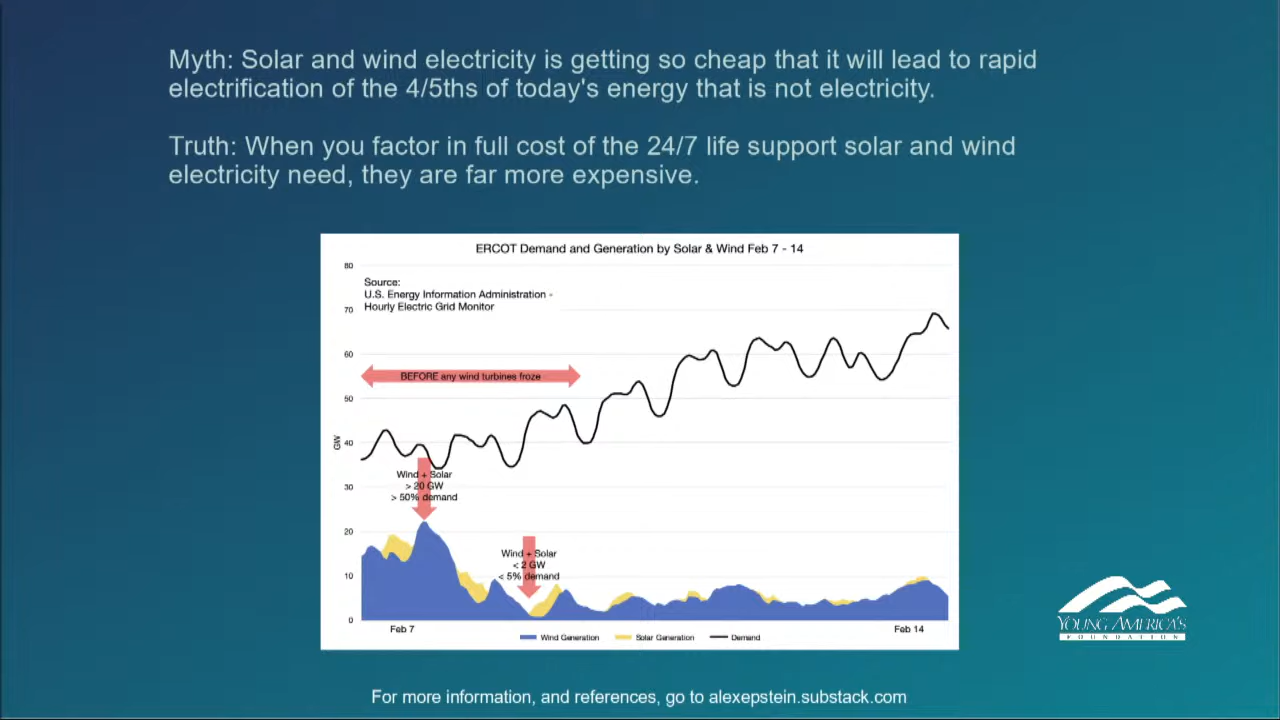 Myth: Solar and wind electricity is getting so cheap that it will lead to rapid
electrification of the 4/5ths of today's energy that is not electricity.
Truth: When you factor in full cost of the 24/7 life support solar and wind
electricity need, they are far more expensive.
ERCOT Demand and Generation by Solar & Wind Feb 7 - 14
80
Source:
U.S. Energy Information Administration -
Hourly Electric Grid Monitor
70
60
BEFORE any wind turbines froze
50
GW
40
Wind + Solar
> 20 GW
> 50% demand
30
20
Wind + Solar
< 2 GW
< 5% demand
10
0
Feb 7
Feb 14
Wind Generation
Solar Generation
Demand
YOUNG AMERICA'S
FOUNDATION
For more information, and references, go to alexepstein.substack.com